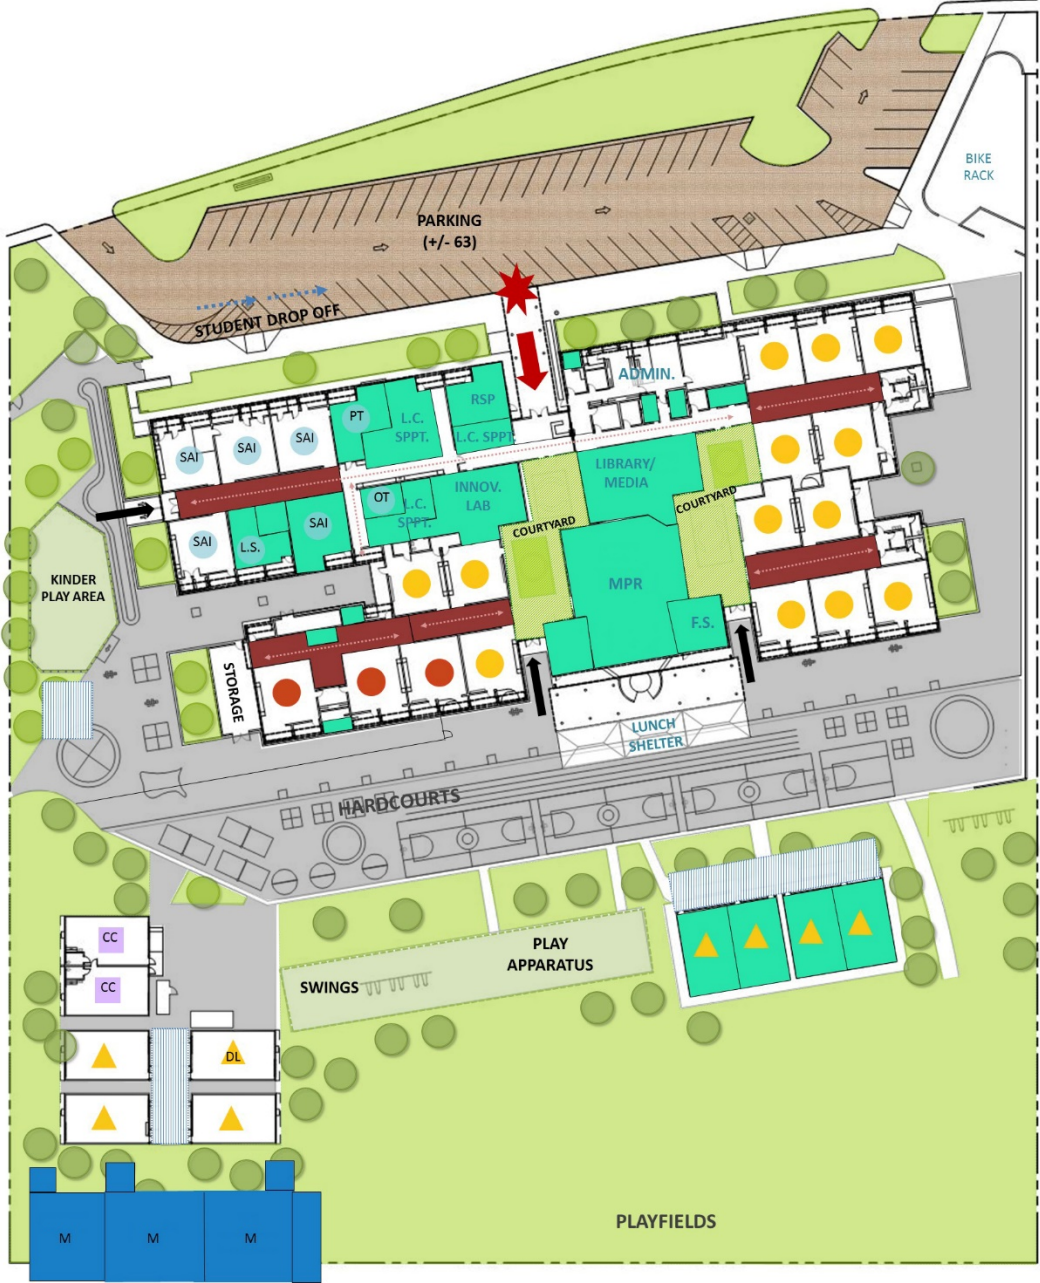 BIKE
RACK
PARKING
(+/- 63)
STUDENT DROP OFF
ADMIN.
RSP
PT
L.C.
SPPT.
L.C. SPPT.
SAI
SAI
SAI
LIBRARY/
MEDIA
INNOV.
LAB
OT
L.C.
SPPT.
COURTYARD
COURTYARD
SAI
SAI
L.S.
KINDER
PLAY AREA
MPR
F.S.
STORAGE
LUNCH
SHELTER
HARDCOURTS
CC
CC
PLAY
APPARATUS
SWINGS
DL
PLAYFIELDS
M
M
M